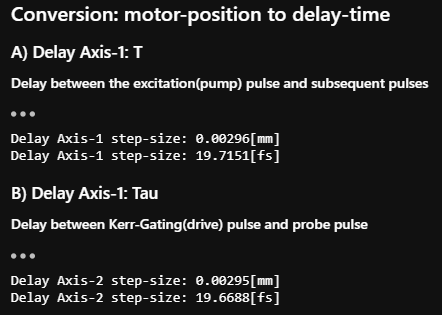 Conversion: motor-position to delay-time
A) Delay Axis-1: T
Delay between the excitation(pump) pulse and subsequent pulses
•••
Delay Axis-1 step-size: 0.00296[mm]
Delay Axis-1 step-size: 19.7151[fs]
B) Delay Axis-1: Tau
Delay between Kerr-Gating(drive) pulse and probe pulse
•••
Delay Axis-2 step-size: 0.00295[mm]
Delay Axis-2 step-size: 19.6688[fs]